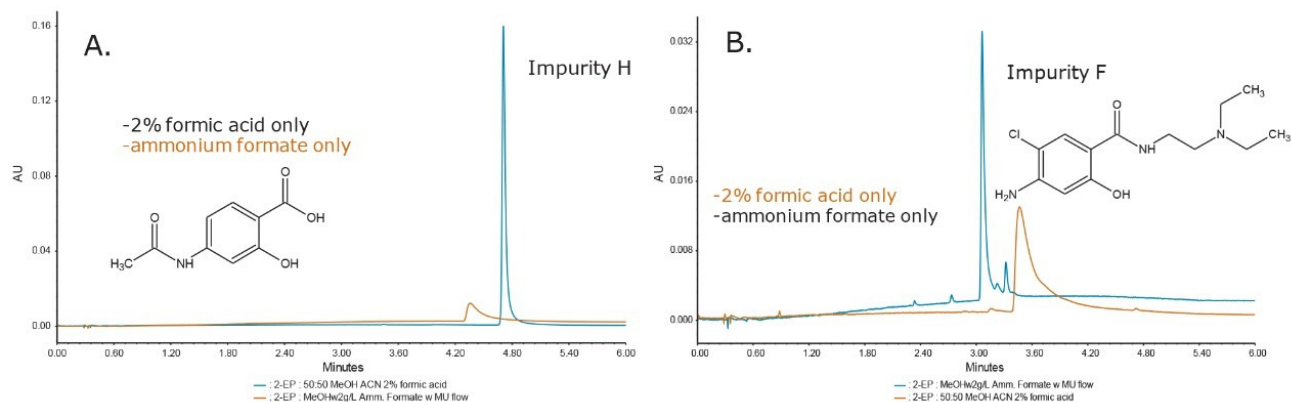 A.
Impurity H
-2% formic acid only
-ammonium formate only
O
OH
O
H₃C
NH
OH
AU
0.16
0.12
0.08
0.04
0.00
0.00 0.60 1.20 1.80 2.40 3.00 3.60 4.20 4.80 5.40 6.00
Minutes
: 2-EP : 50:50 MeOH ACN 2% formic acid
: 2-EP : MeOHw2g/L Amm. Formate w MU flow
B.
Impurity F
CH₃
O
Cl
N
NH
CH₃
H₂N
OH
-2% formic acid only
-ammonium formate only
AU
0.032
0.024
0.016
0.008
0.000
0.00 0.60 1.20 1.80 2.40 3.00 3.60 4.20 4.80 5.40 6.00
Minutes
: 2-EP : MeOHw2g/L Amm. Formate w MU flow
: 2-EP : 50:50 MeOH ACN 2% formic acid